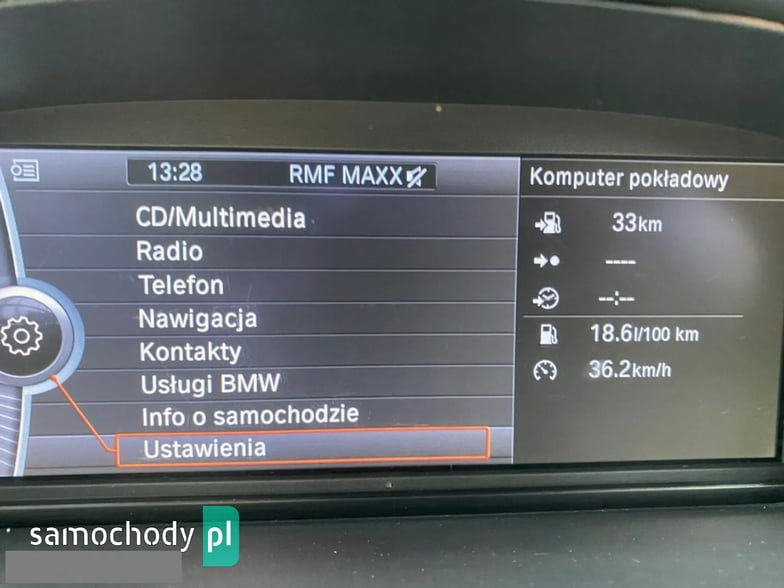 13:28 RMF MAXX
CD/Multimedia
Radio
Telefon
Nawigacja
Kontakty
Usługi BMW
Info o samochodzie
Ustawienia
Komputer pokładowy
33km
----
--:--
18.6l/100 km
36.2km/h
samochody pl